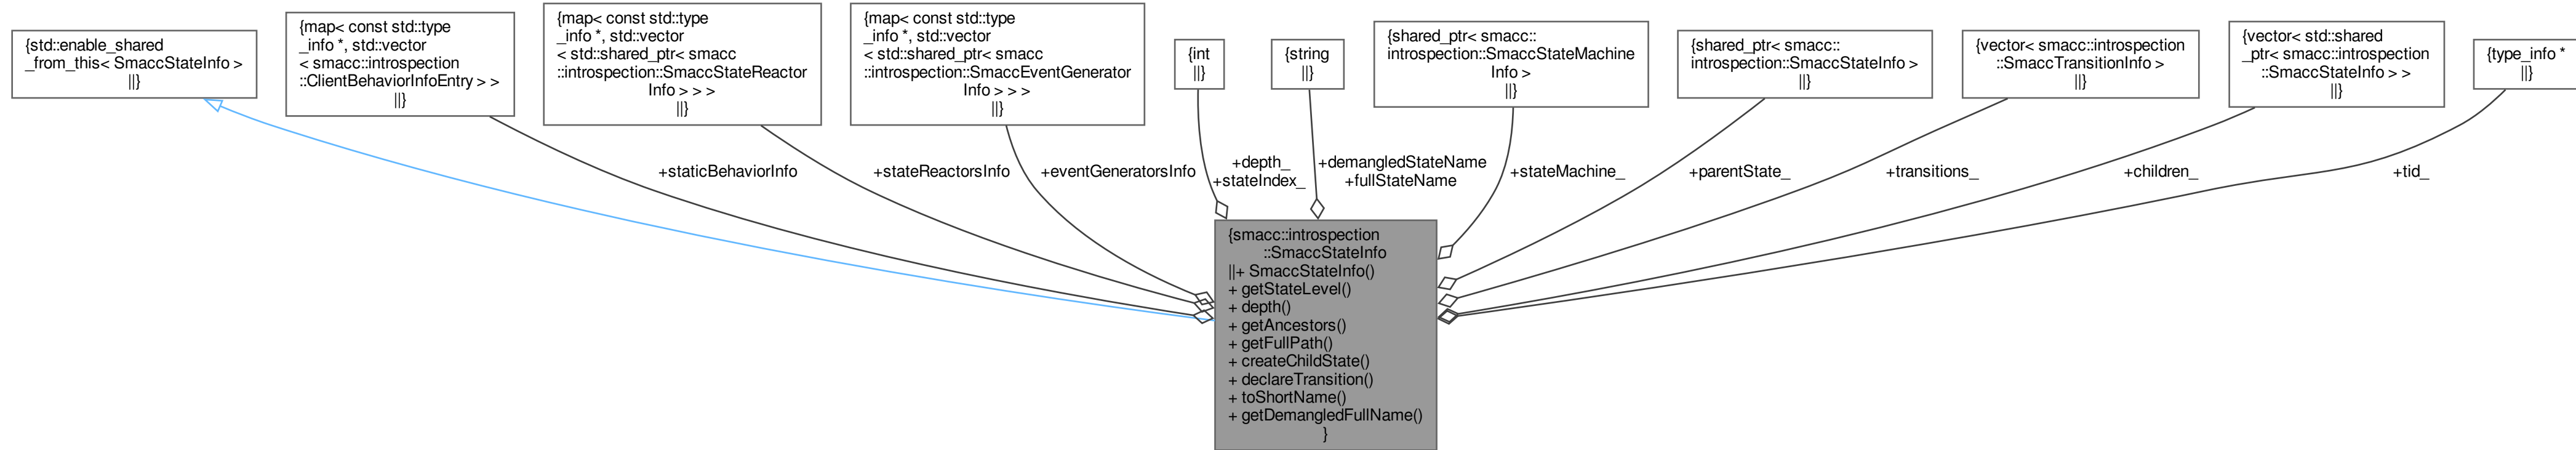 {std::enable_shared
_from_this< SmaccStateInfo >
||}
{map< const std::type
_info *, std::vector
< smacc::introspection
::ClientBehaviorInfoEntry > >
||}
{map< const std::type
_info *, std::vector
< std::shared_ptr< smacc
::introspection::SmaccStateReactor
Info > > >
||}
{map< const std::type
_info *, std::vector
< std::shared_ptr< smacc
::introspection::SmaccEventGenerator
Info > > >
||}
{int
||}
{string
||}
{shared_ptr< smacc::
introspection::SmaccStateMachine
Info >
||}
{shared_ptr< smacc::
introspection::SmaccStateInfo >
||}
{vector< smacc::introspection
::SmaccTransitionInfo >
||}
{vector< std::shared
_ptr< smacc::introspection
::SmaccStateInfo > >
||}
{type_info *
||}
+staticBehaviorInfo
+stateReactorsInfo
+eventGeneratorsInfo
+depth_
+stateIndex_
+demangledStateName
+fullStateName
+stateMachine_
+parentState_
+transitions_
+children_
+tid_
{smacc::introspection
::SmaccStateInfo
||+ SmaccStateInfo()
+ getStateLevel()
+ depth()
+ getAncestors()
+ getFullPath()
+ createChildState()
+ declareTransition()
+ toShortName()
+ getDemangledFullName()
}